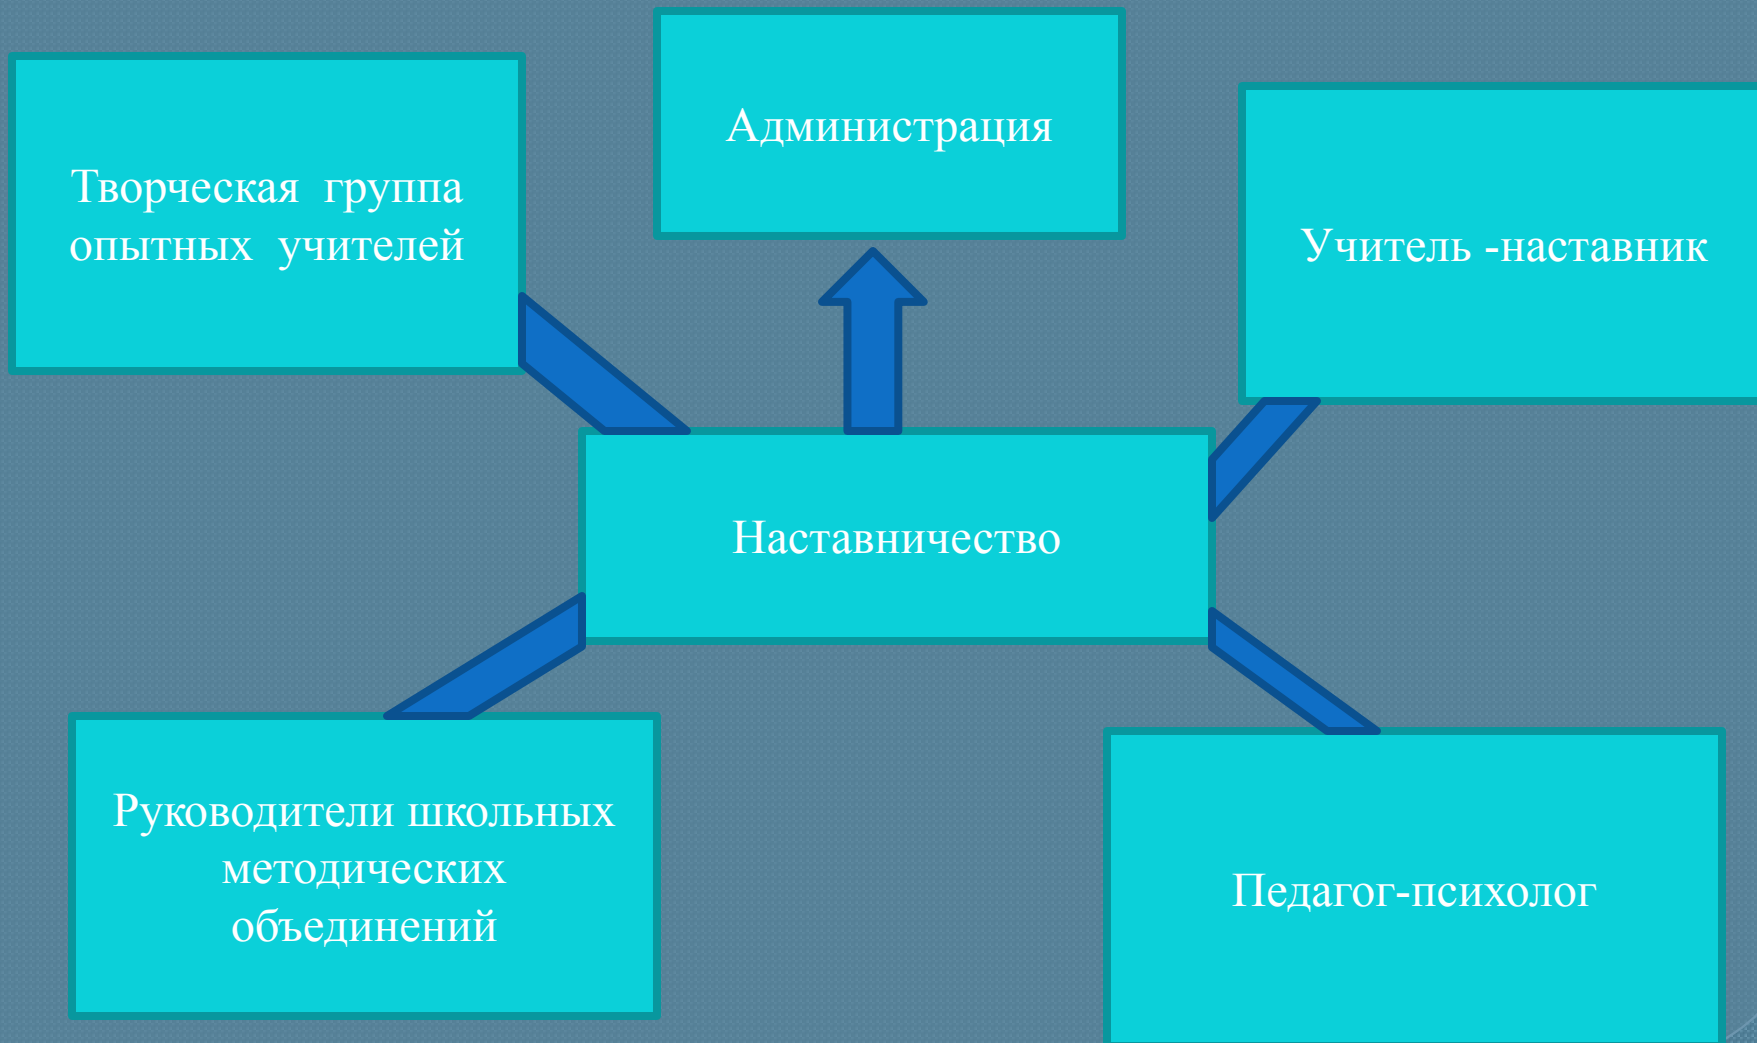 Администрация
Творческая группа
опытных учителей
Учитель -наставник
Наставничество
Руководители школьных
методических
объединений
Педагог-психолог